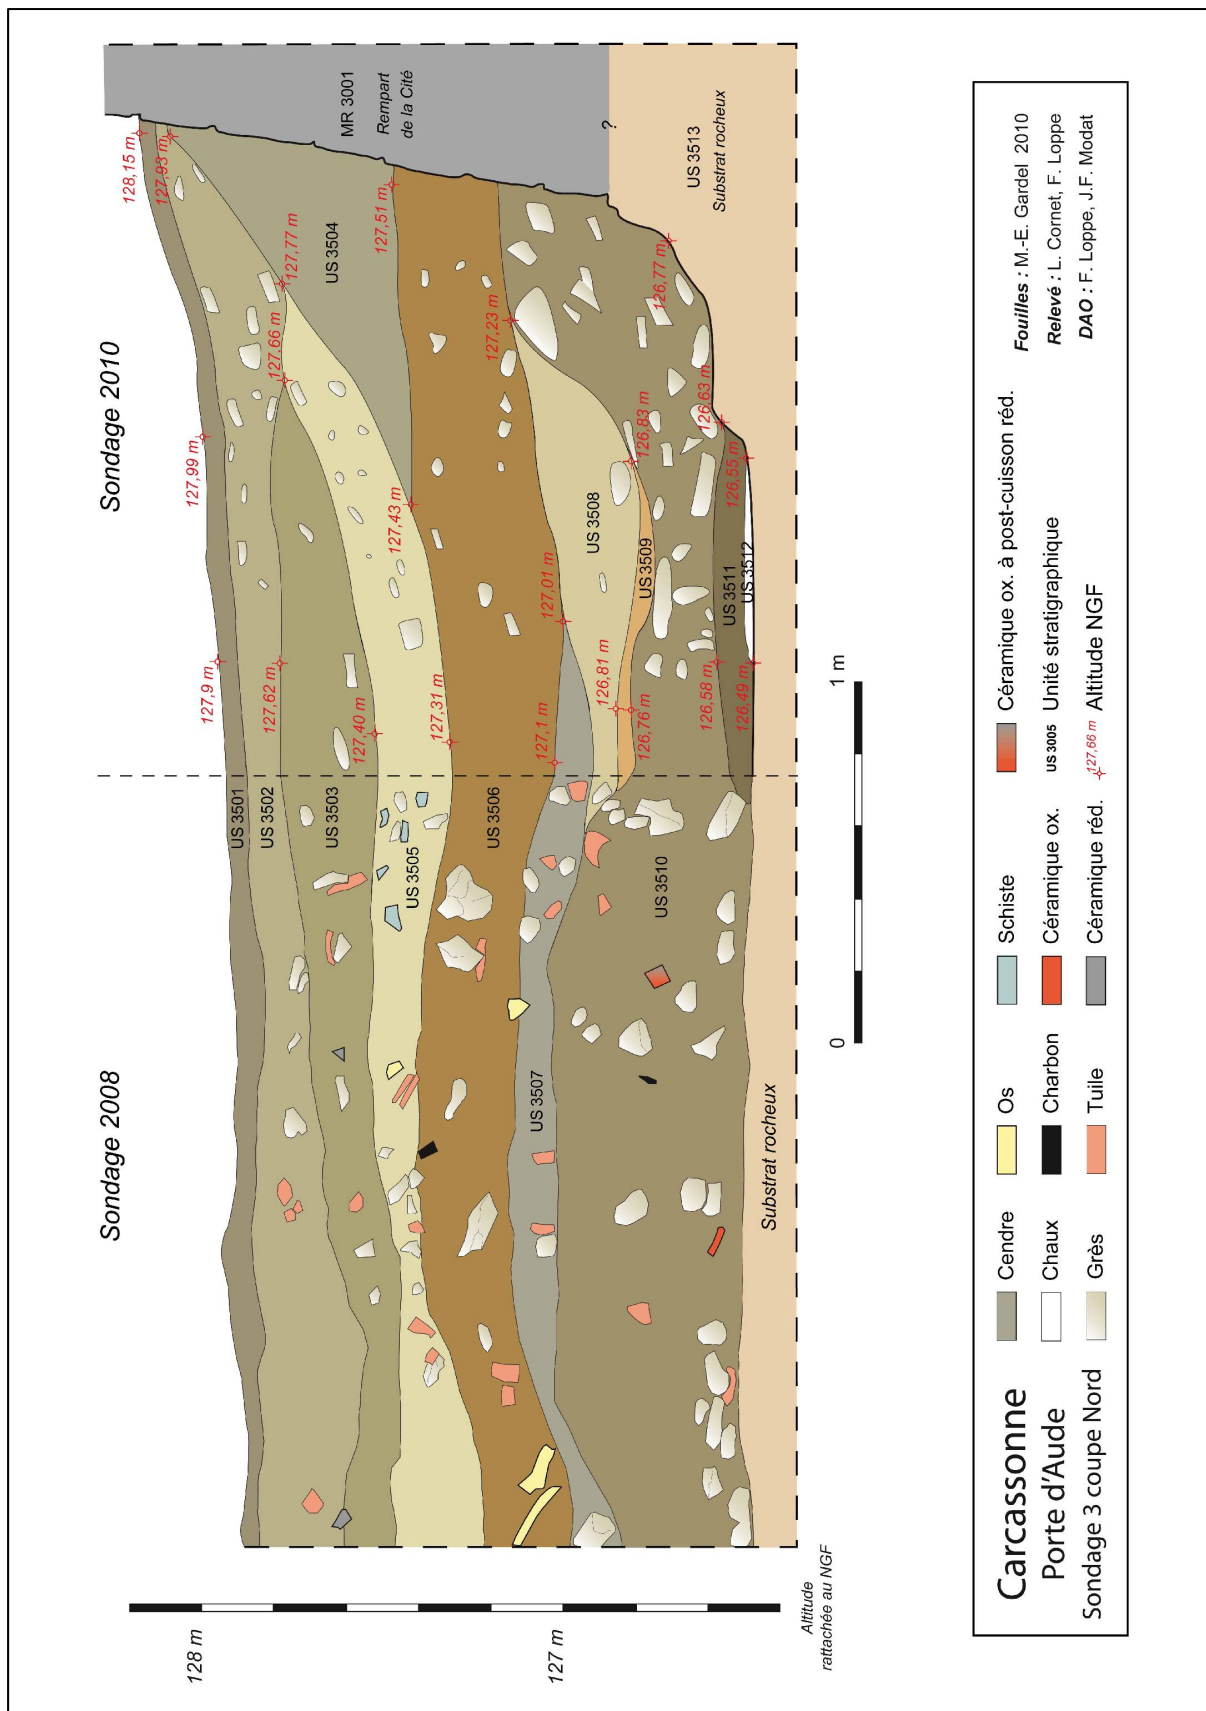 Sondage 2008
Sondage 2010
128 m
127 m
Altitude
rattachée au NGF
128,15 m
127,93 m
127,99 m
127,9 m
127,77 m
127,66 m
127,62 m
127,51 m
127,43 m
127,40 m
127,31 m
127,23 m
127,01 m
127,1 m
126,83 m
126,81 m
126,76 m
126,77 m
126,63 m
126,55 m
126,58 m
126,49 m
MR 3001
Rempart
de la Cité
?
US 3513
Substrat rocheux
US 3501
US 3502
US 3503
US 3504
US 3505
US 3506
US 3507
US 3508
US 3509
US 3510
US 3511
US 3512
Substrat rocheux
0
1 m
Carcassonne
Porte d'Aude
Sondage 3 coupe Nord
Cendre
Chaux
Grès
Os
Charbon
Tuile
Schiste
Céramique ox.
Céramique réd.
Céramique ox. à post-cuisson réd.
US 3005 Unité stratigraphique
127,66 m Altitude NGF
Fouilles : M.-E. Gardel 2010
Relevé : L. Cornet, F. Loppe
DAO : F. Loppe, J.F. Modat